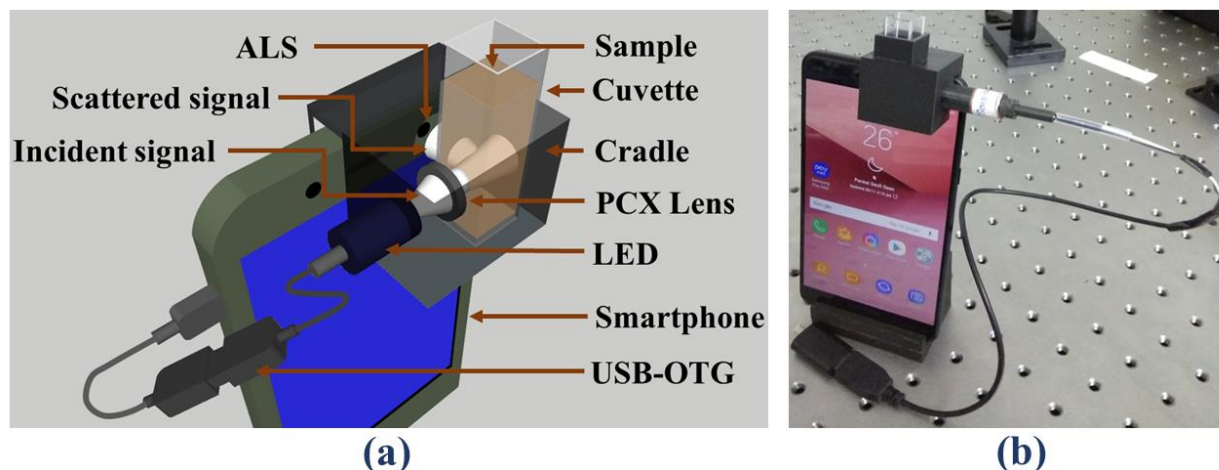 ALS
Scattered signal
Incident signal
Sample
Cuvette
Cradle
PCX Lens
LED
Smartphone
USB-OTG
26°
(a)
(b)